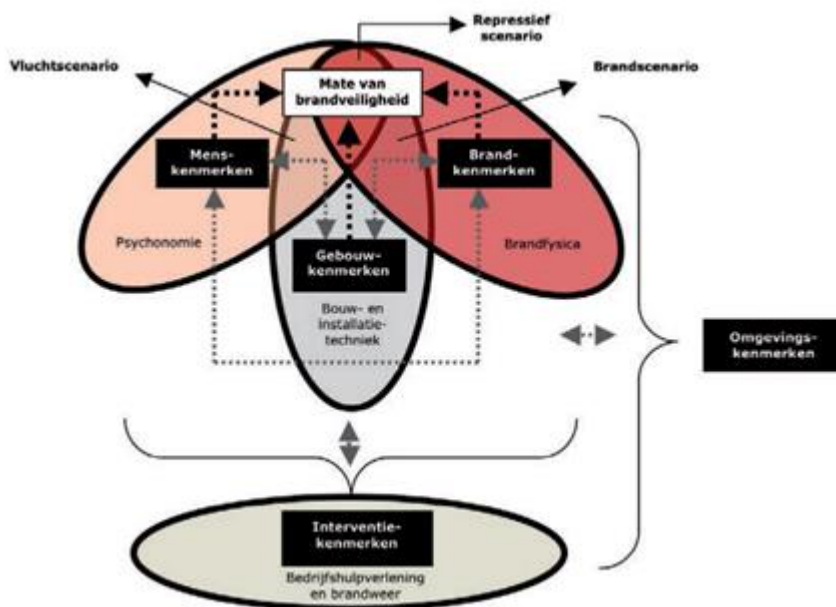 Repressief
scenario
Vluchtscenario
Brandscenario
Mate van
brandveiligheid
Mens-
kenmerken
Brand-
kenmerken
Psychonomie
Gebouw-
kenmerken
Brandfysica
Bouw- en
installatie-
techniek
Omgevings-
kenmerken
Interventie-
kenmerken
Bedrijfshulpverlening
en brandweer